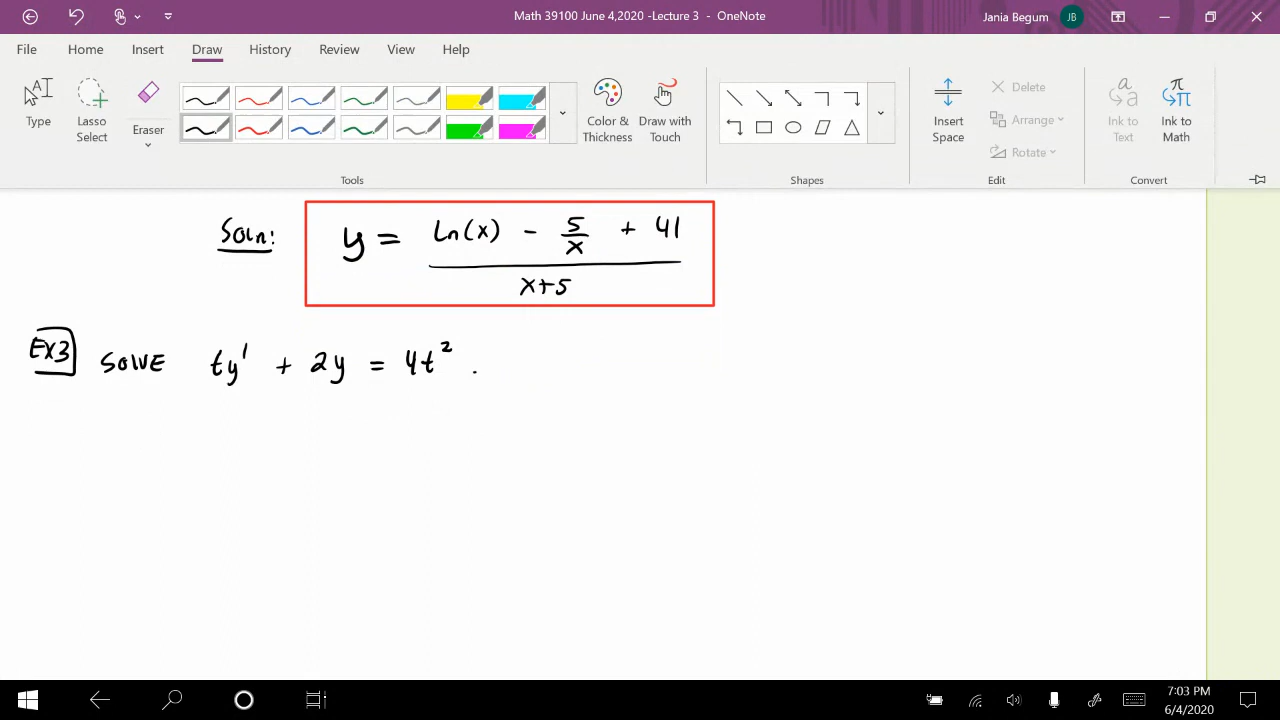 Math 39100 June 4,2020 -Lecture 3 - OneNote
Jania Begum JB
File Home Insert Draw History Review View Help
Type Lasso Select Eraser Color & Thickness Draw with Touch Insert Space Delete Arrange Rotate Ink to Text Ink to Math
Tools Shapes Edit Convert
Soln: y = (ln(x) - 5/x + 41) / (x+5)
EX3 SOLVE ty' + 2y = 4t² .
7:03 PM
6/4/2020